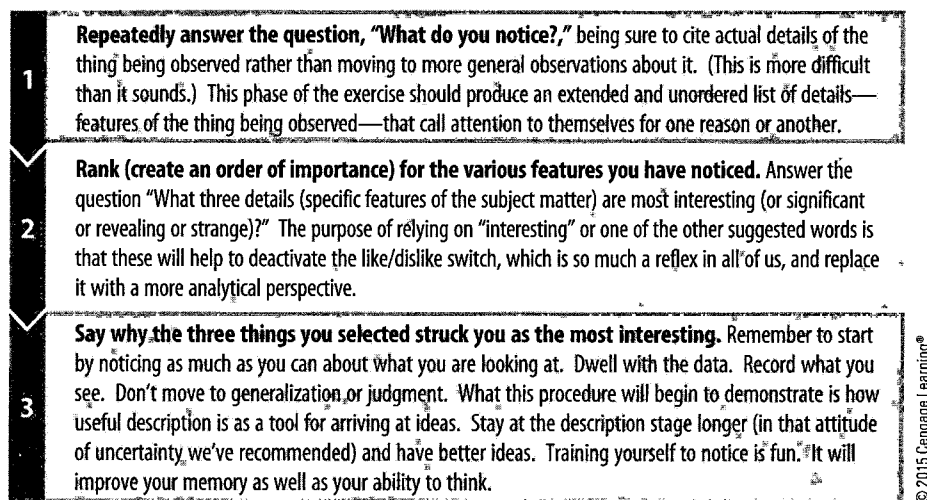 Repeatedly answer the question, "What do you notice?," being sure to cite actual details of the
thing being observed rather than moving to more general observations about it. (This is more difficult
than it sounds.) This phase of the exercise should produce an extended and unordered list of details—
features of the thing being observed—that call attention to themselves for one reason or another.
1
Rank (create an order of importance) for the various features you have noticed. Answer the
question "What three details (specific features of the subject matter) are most interesting (or significant
or revealing or strange)?" The purpose of relying on "interesting" or one of the other suggested words is
that these will help to deactivate the like/dislike switch, which is so much a reflex in all of us, and replace
it with a more analytical perspective.
2
Say why the three things you selected struck you as the most interesting. Remember to start
by noticing as much as you can about what you are looking at. Dwell with the data. Record what you
see. Don't move to generalization or judgment. What this procedure will begin to demonstrate is how
useful description is as a tool for arriving at ideas. Stay at the description stage longer (in that attitude
of uncertainty we've recommended) and have better ideas. Training yourself to notice is fun. It will
improve your memory as well as your ability to think.
3
© 2015 Cengage Learning®